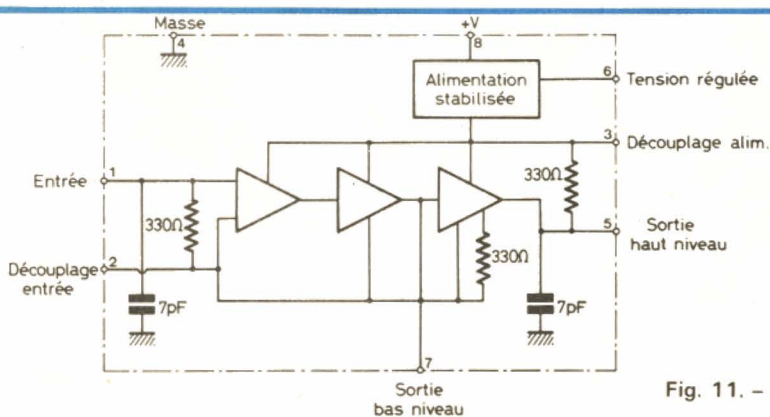 Masse
4
+V
8
Alimentation
stabilisée
6
Tension régulée
3
Découplage alim.
1
Entrée
330Ω
330Ω
5
Sortie
haut niveau
2
Découplage
entrée
330Ω
7pF
7pF
7
Sortie
bas niveau
Fig. 11. –